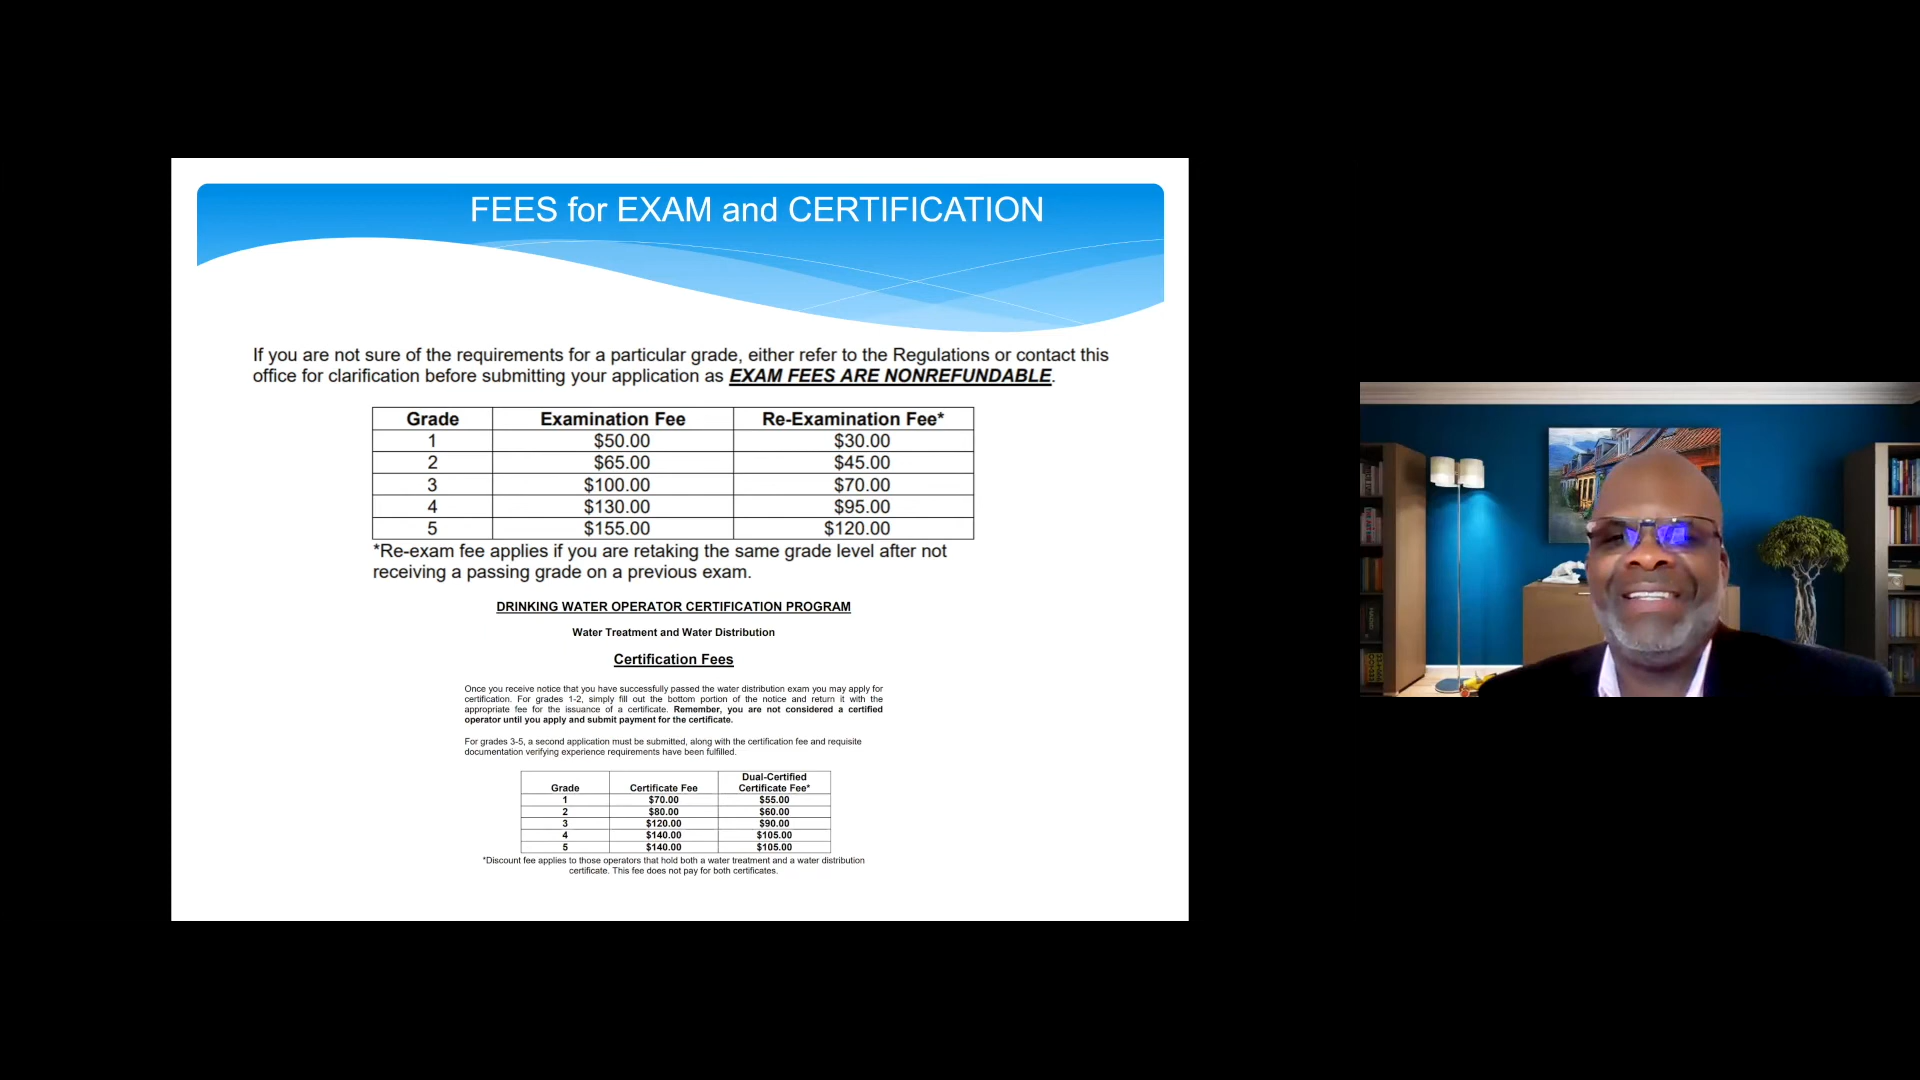 FEES for EXAM and CERTIFICATION
If you are not sure of the requirements for a particular grade, either refer to the Regulations or contact this
office for clarification before submitting your application as EXAM FEES ARE NONREFUNDABLE.
Grade Examination Fee Re-Examination Fee*
1 $50.00 $30.00
2 $65.00 $45.00
3 $100.00 $70.00
4 $130.00 $95.00
5 $155.00 $120.00
*Re-exam fee applies if you are retaking the same grade level after not
receiving a passing grade on a previous exam.
DRINKING WATER OPERATOR CERTIFICATION PROGRAM
Water Treatment and Water Distribution
Certification Fees
Once you receive notice that you have successfully passed the water distribution exam you may apply for
certification. For grades 1-2, simply fill out the bottom portion of the notice and return it with the
appropriate fee for the issuance of a certificate. Remember, you are not considered a certified
operator until you apply and submit payment for the certificate.
For grades 3-5, a second application must be submitted, along with the certification fee and requisite
documentation verifying experience requirements have been fulfilled.
Dual-Certified
Grade Certificate Fee Certificate Fee*
1 $70.00 $55.00
2 $80.00 $60.00
3 $120.00 $90.00
4 $140.00 $105.00
5 $140.00 $105.00
*Discount fee applies to those operators that hold both a water treatment and a water distribution
certificate. This fee does not pay for both certificates.